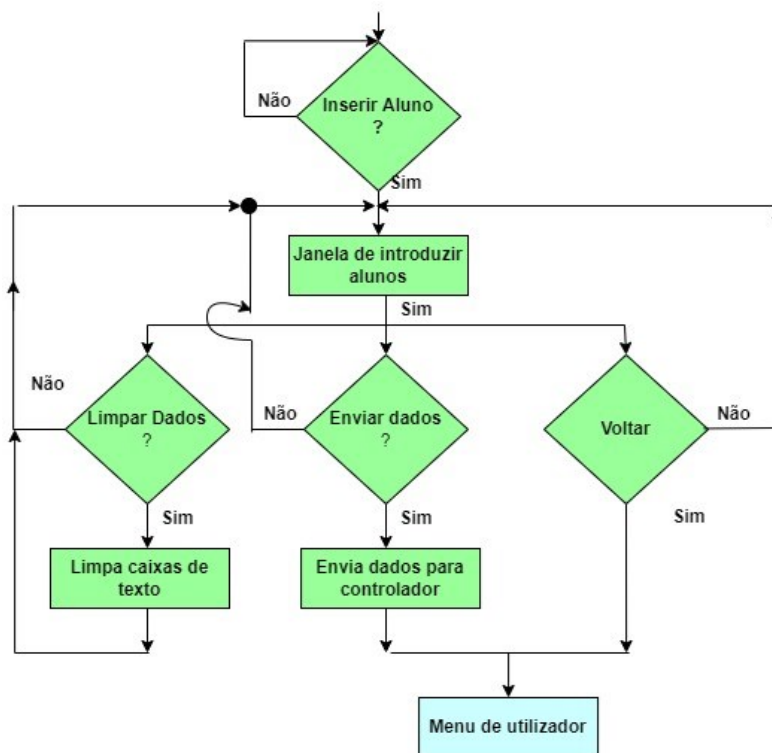 Não
Inserir Aluno
?
Sim
Janela de introduzir
alunos
Sim
Não
Limpar Dados
?
Não
Enviar dados
?
Voltar
Não
Sim
Sim
Sim
Limpa caixas de
texto
Envia dados para
controlador
Menu de utilizador